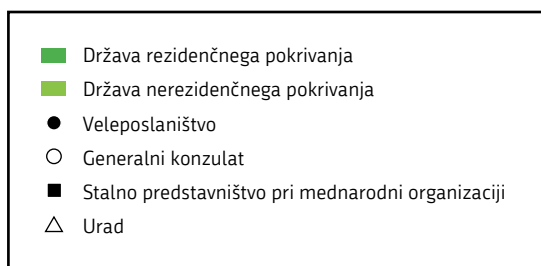 Država rezidenčnega pokrivanja
Država nerezidenčnega pokrivanja
Veleposlaništvo
Generalni konzulat
Stalno predstavništvo pri mednarodni organizaciji
Urad